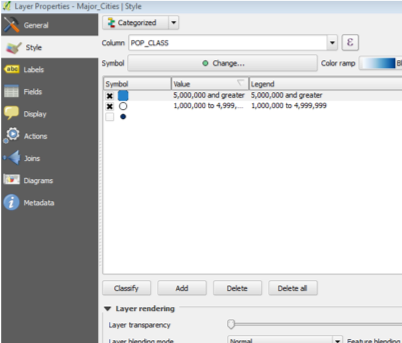 Layer Properties - Major_Cities | Style
General
Style
abc Labels
Fields
Display
Actions
Joins
Diagrams
Metadata
Categorized
Column POP_CLASS ε
Symbol Change... Color ramp Bl
Symbol Value Legend
5,000,000 and greater 5,000,000 and greater
1,000,000 to 4,999,... 1,000,000 to 4,999,999
Classify Add Delete Delete all
Layer rendering
Layer transparency
Layer blending mode Normal Feature blending